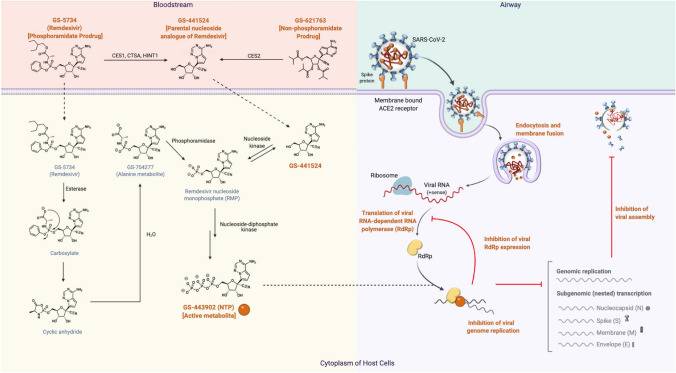 Bloodstream
Airway
GS-5734
(Remdesivir)
[Phosphoramidate Prodrug]
GS-441524
[Parental nucleoside
analogue of Remdesivir]
GS-621763
[Non-phosphoramidate
Prodrug]
CES1, CTSA, HINT1
CES2
SARS-CoV-2
Spike
protein
Membrane bound
ACE2 receptor
Endocytosis and
membrane fusion
GS-5734
(Remdesivir)
GS-704277
(Alanine metabolite)
Phosphoramidase
Nucleoside
kinase
GS-441524
Remdesivir nucleoside
monophosphate (RMP)
Esterase
Carboxylate
H₂O
Nucleoside-diphosphate
kinase
Cyclic anhydride
GS-443902 (NTP)
[Active metabolite]
Ribosome
Viral RNA
(+sense)
Translation of viral
RNA-dependent RNA
polymerase (RdRp)
RdRp
Inhibition of viral
RdRp expression
Inhibition of
viral assembly
Inhibition of viral
genome replication
Genomic replication
Subgenomic (nested) transcription
Nucleocapsid (N)
Spike (S)
Membrane (M)
Envelope (E)
Cytoplasm of Host Cells